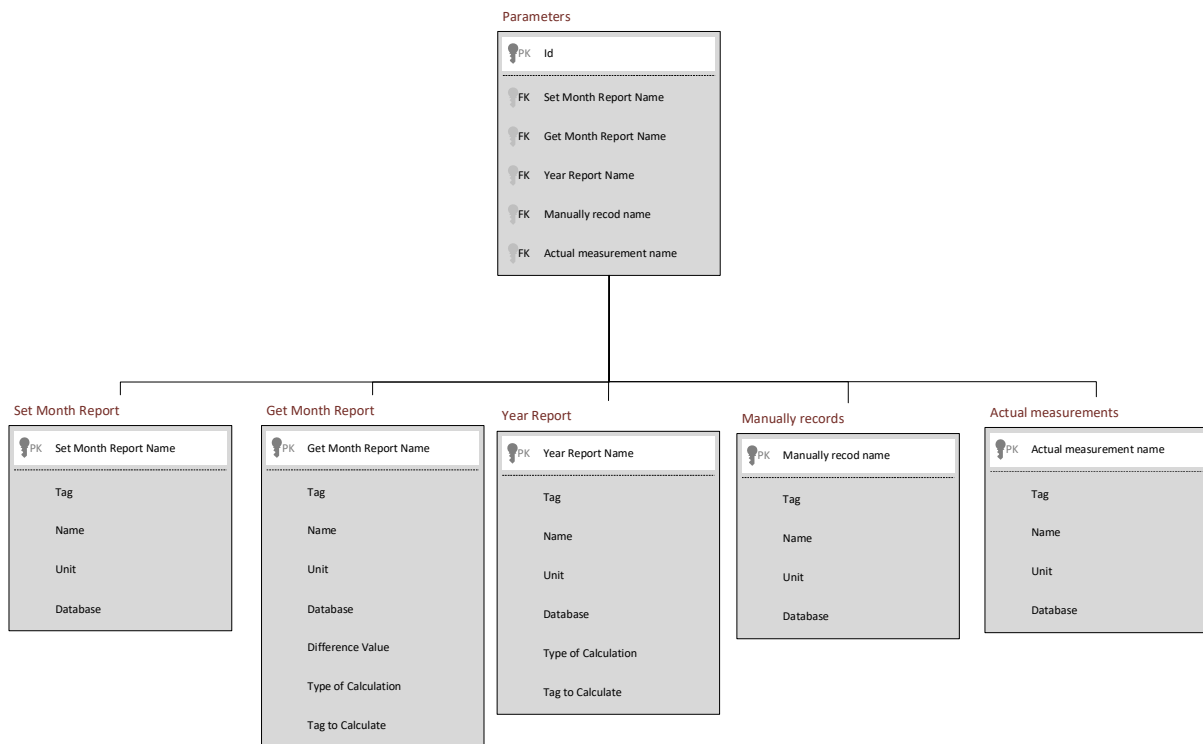 Parameters
PK Id
FK Set Month Report Name
FK Get Month Report Name
FK Year Report Name
FK Manually recod name
FK Actual measurement name
Set Month Report
PK Set Month Report Name
Tag
Name
Unit
Database
Get Month Report
PK Get Month Report Name
Tag
Name
Unit
Database
Difference Value
Type of Calculation
Tag to Calculate
Year Report
PK Year Report Name
Tag
Name
Unit
Database
Type of Calculation
Tag to Calculate
Manually records
PK Manually recod name
Tag
Name
Unit
Database
Actual measurements
PK Actual measurement name
Tag
Name
Unit
Database